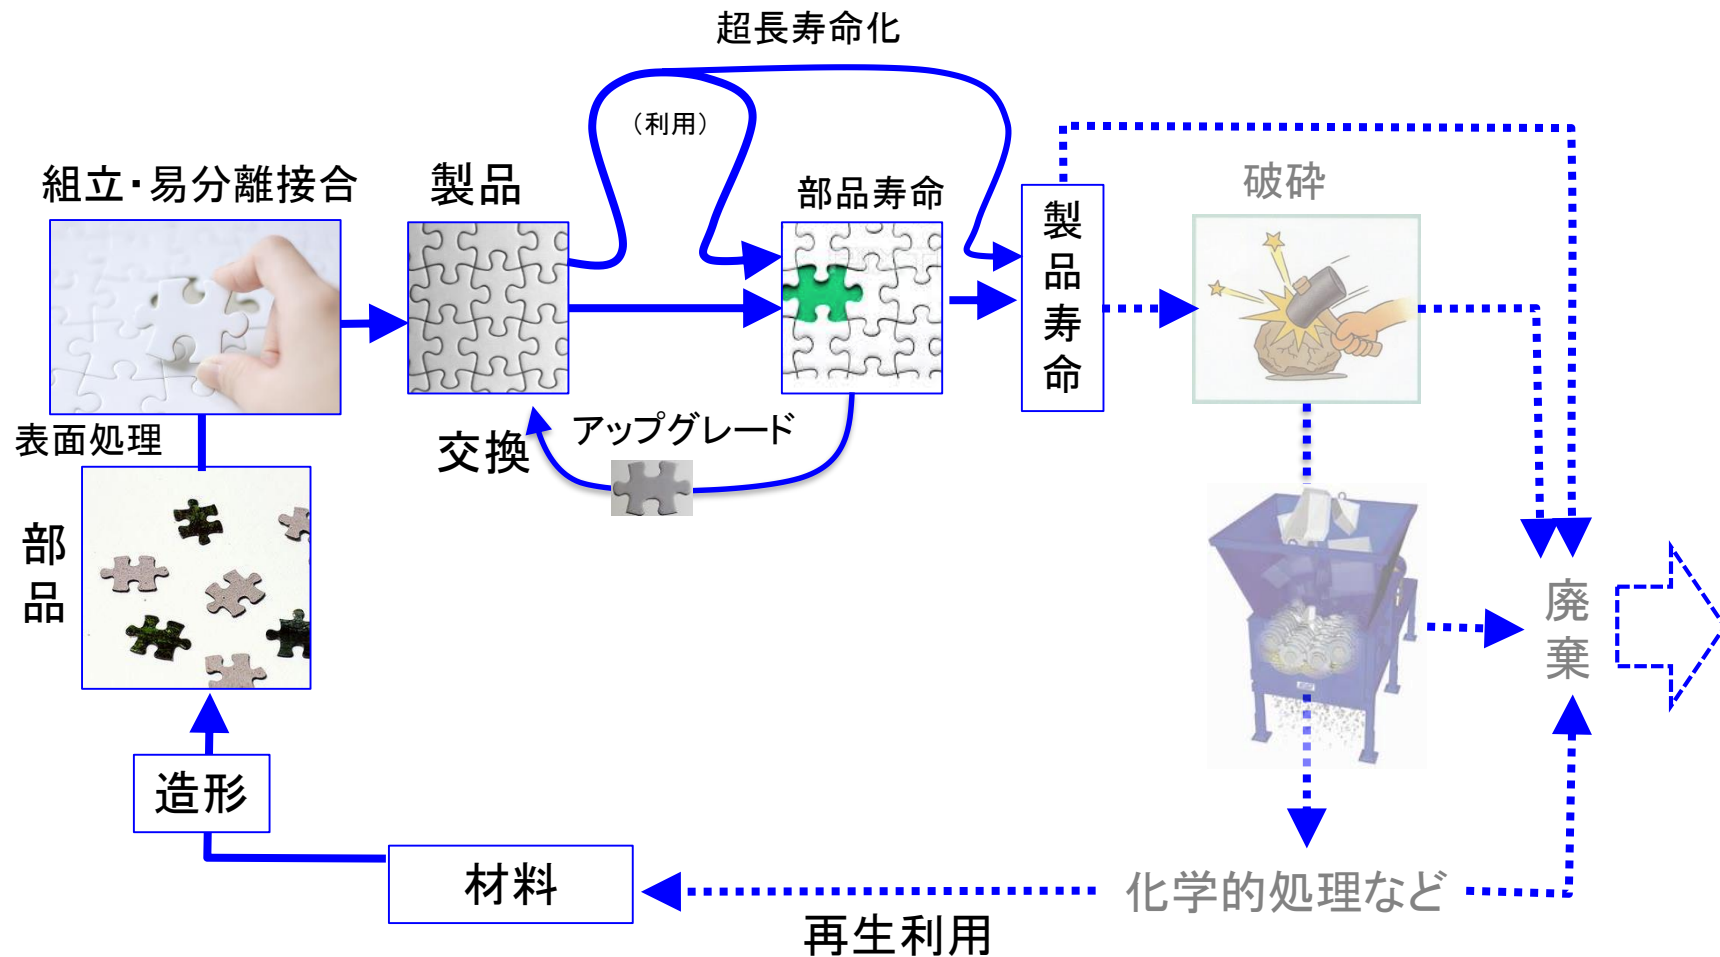 超長寿命化
（利用）
組立・易分離接合
製品
部品寿命
製品寿命
破砕
表面処理
アップグレード
交換
部品
廃棄
造形
材料
化学的処理など
再生利用